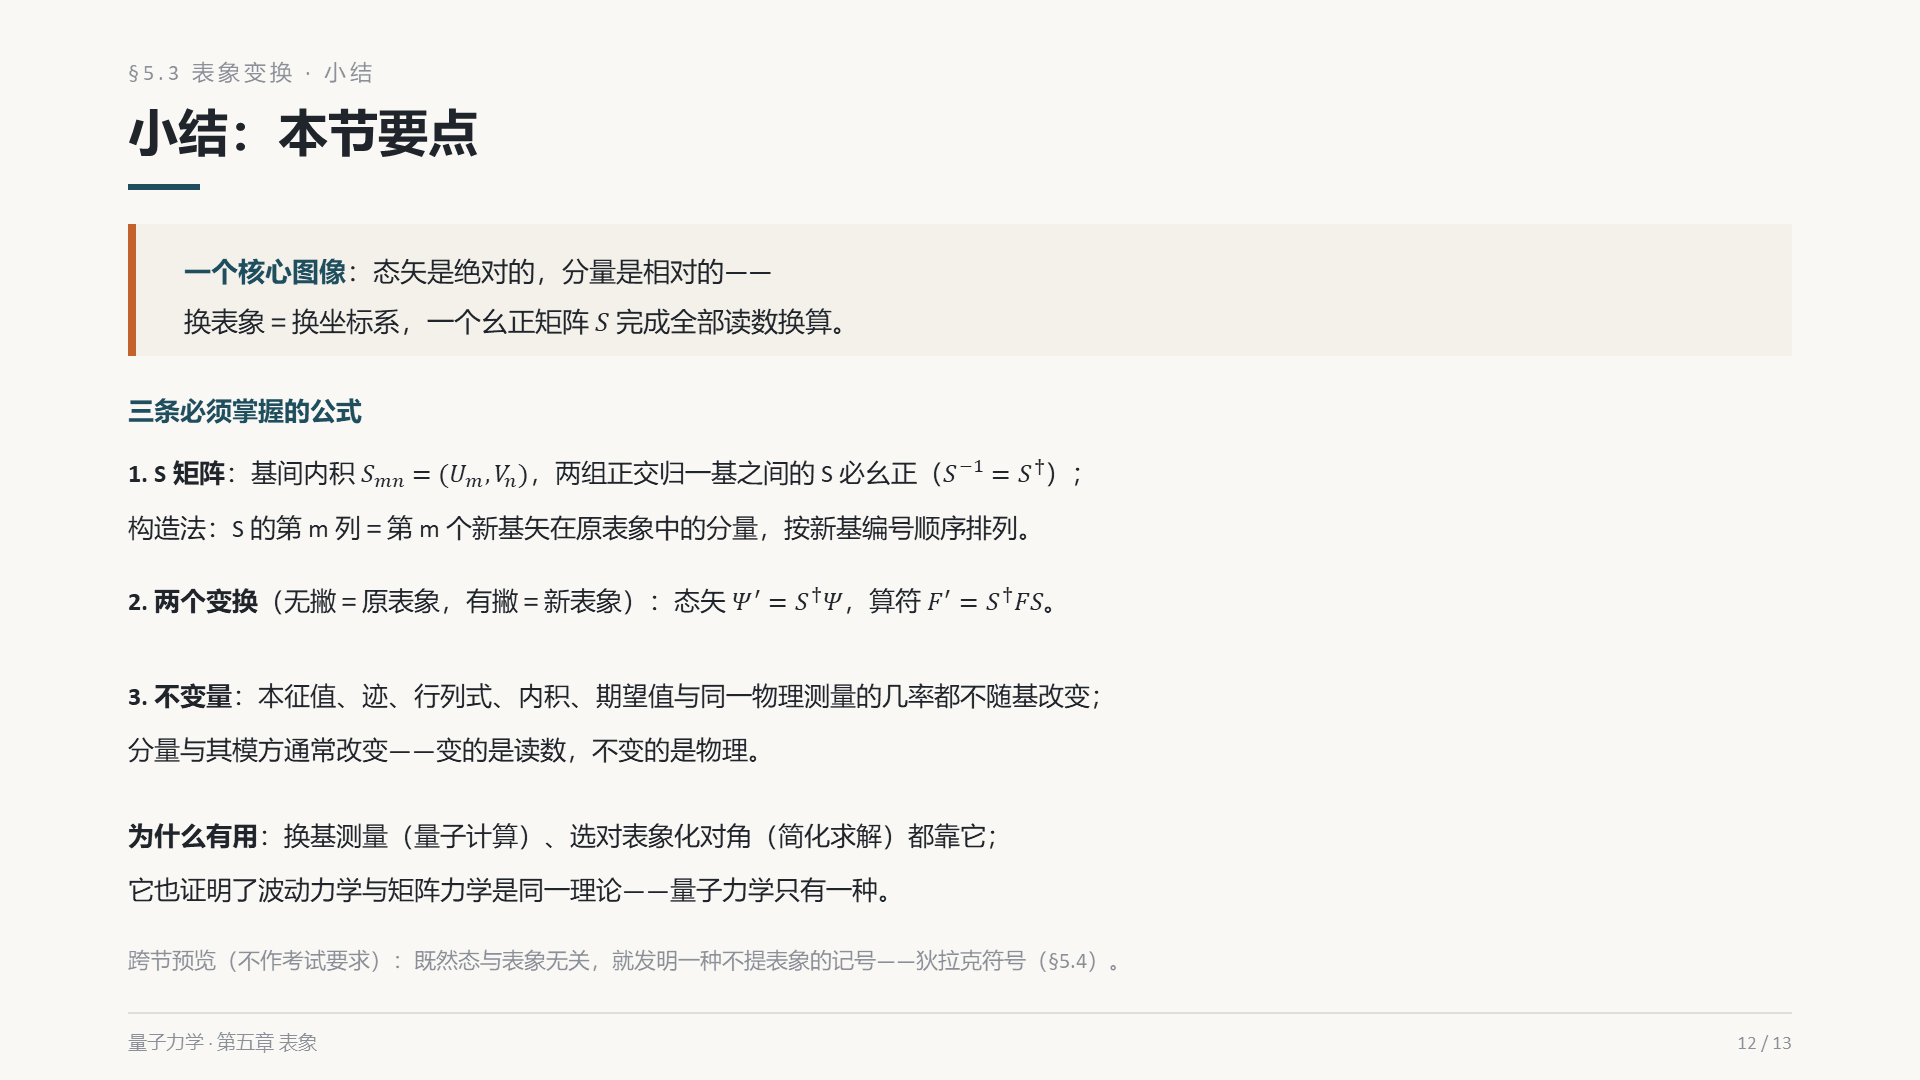 §5.3 表象变换 · 小结
小结：本节要点
一个核心图像：态矢是绝对的，分量是相对的——
换表象 = 换坐标系，一个幺正矩阵 S 完成全部读数换算。
三条必须掌握的公式
1. S 矩阵：基间内积 Sₘₙ = (Uₘ, Vₙ)，两组正交归一基之间的 S 必幺正（S⁻¹ = S†）；
构造法：S 的第 m 列 = 第 m 个新基矢在原表象中的分量，按新基编号顺序排列。
2. 两个变换（无撇 = 原表象，有撇 = 新表象）：态矢 Ψ′ = S†Ψ，算符 F′ = S†FS。
3. 不变量：本征值、迹、行列式、内积、期望值与同一物理测量的几率都不随基改变；
分量与其模方通常改变——变的是读数，不变的是物理。
为什么有用：换基测量（量子计算）、选对表象化对角（简化求解）都靠它；
它也证明了波动力学与矩阵力学是同一理论——量子力学只有一种。
跨节预览（不作考试要求）：既然态与表象无关，就发明一种不提表象的记号——狄拉克符号（§5.4）。
量子力学 · 第五章 表象
12 / 13